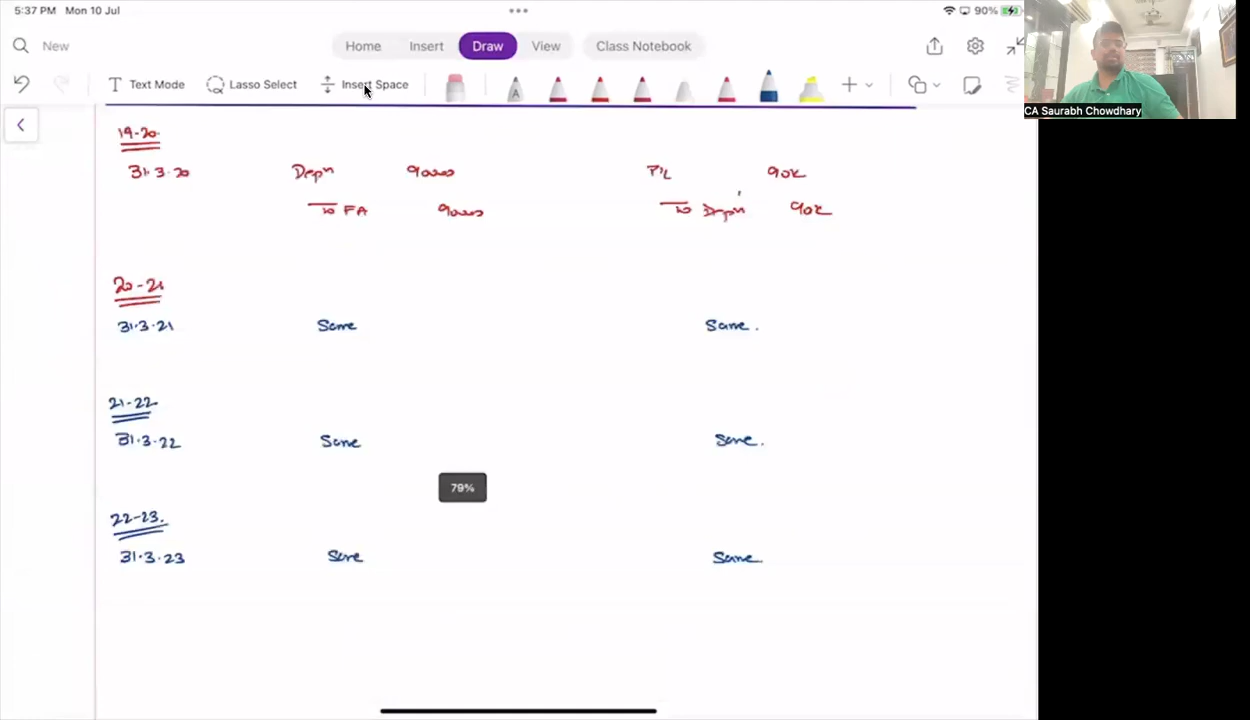 5:37 PM Mon 10 Jul 90%
New Home Insert Draw View Class Notebook
Text Mode Lasso Select Insert Space
A
CA Saurabh Chowdhary
19-20
31.3.20 Depn 90000 P/L 90K
To FA 90000 To Depn 90K
20-21
31.3.21 Same Same.
21-22
31.3.22 Same Same.
79%
22-23.
31.3.23 Same Same.